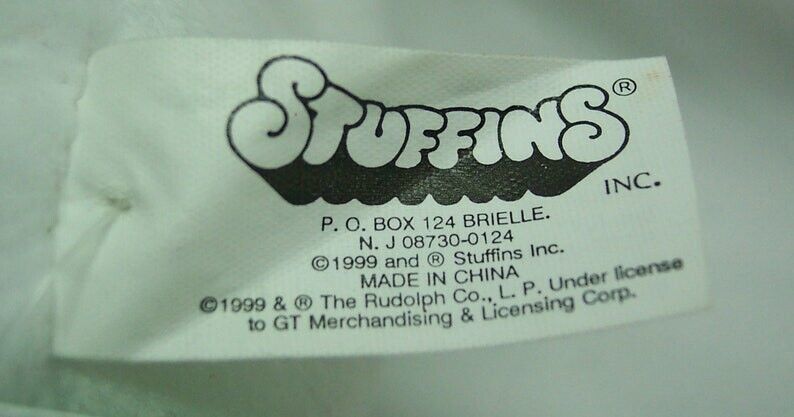 STUFFINS®
INC.
P. O. BOX 124 BRIELLE.
N. J 08730-0124
©1999 and ® Stuffins Inc.
MADE IN CHINA
©1999 & ® The Rudolph Co., L. P. Under license
to GT Merchandising & Licensing Corp.